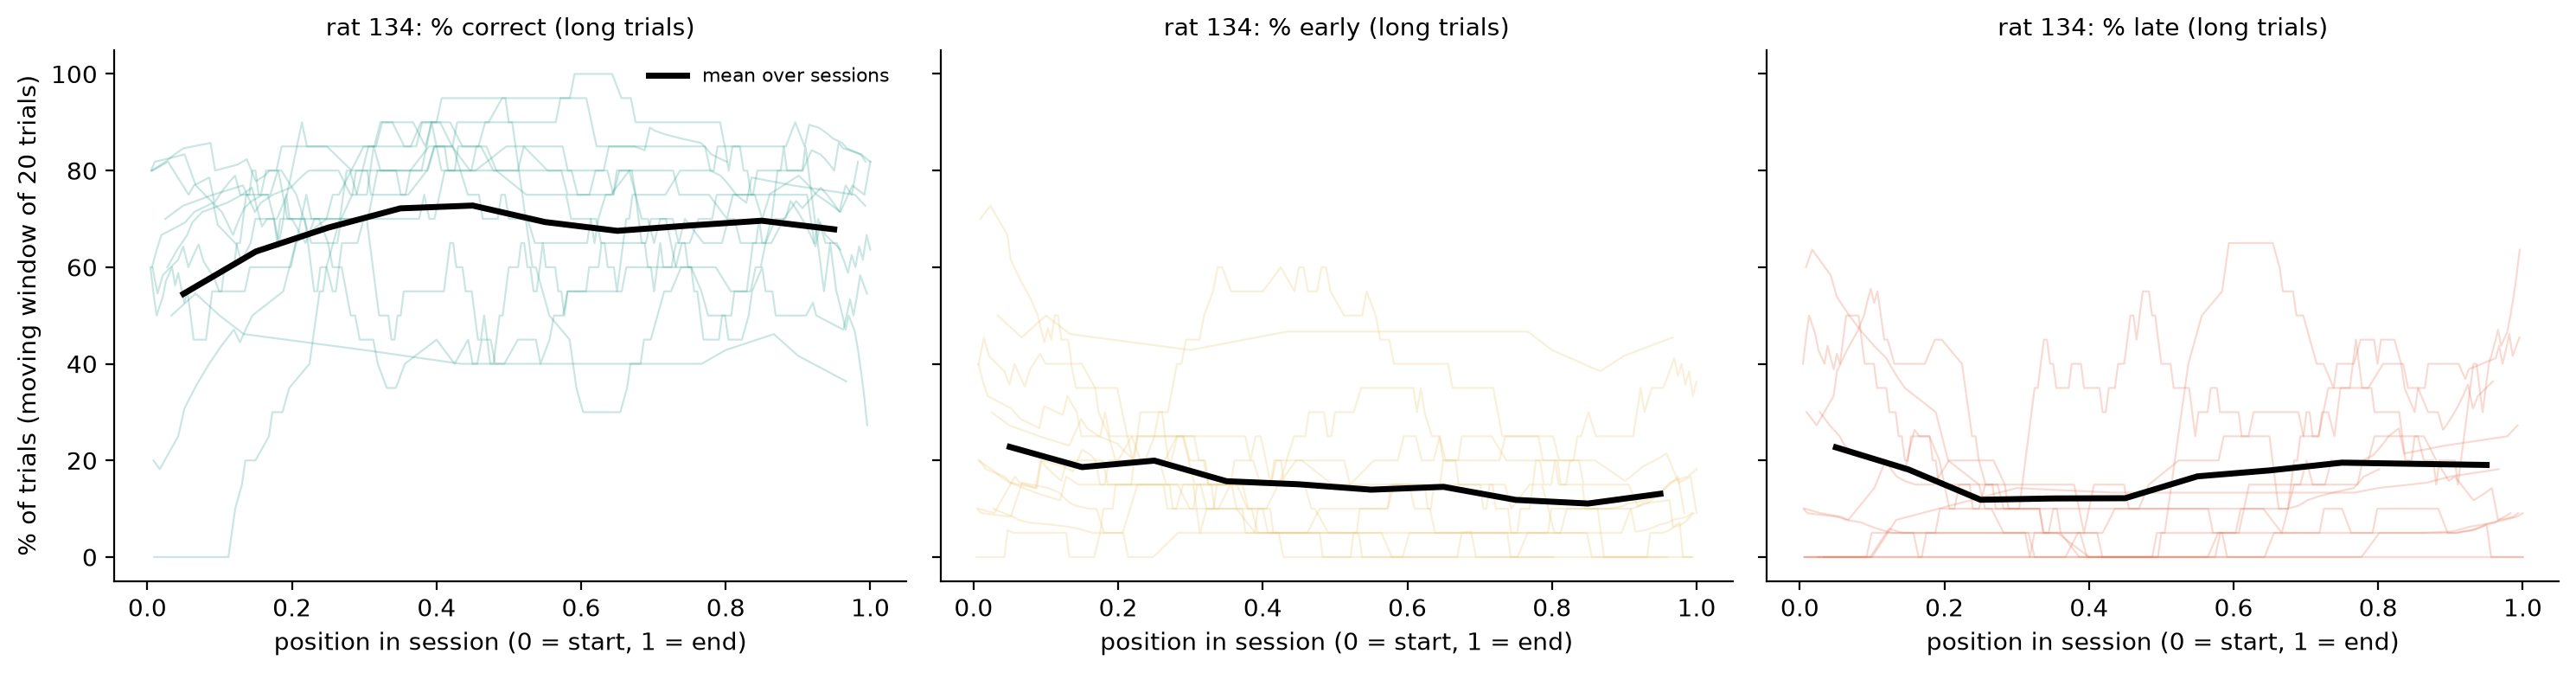 rat 134: % correct (long trials)
rat 134: % early (long trials)
rat 134: % late (long trials)
mean over sessions
% of trials (moving window of 20 trials)
100
80
60
40
20
0
0.0 0.2 0.4 0.6 0.8 1.0
0.0 0.2 0.4 0.6 0.8 1.0
0.0 0.2 0.4 0.6 0.8 1.0
position in session (0 = start, 1 = end)
position in session (0 = start, 1 = end)
position in session (0 = start, 1 = end)